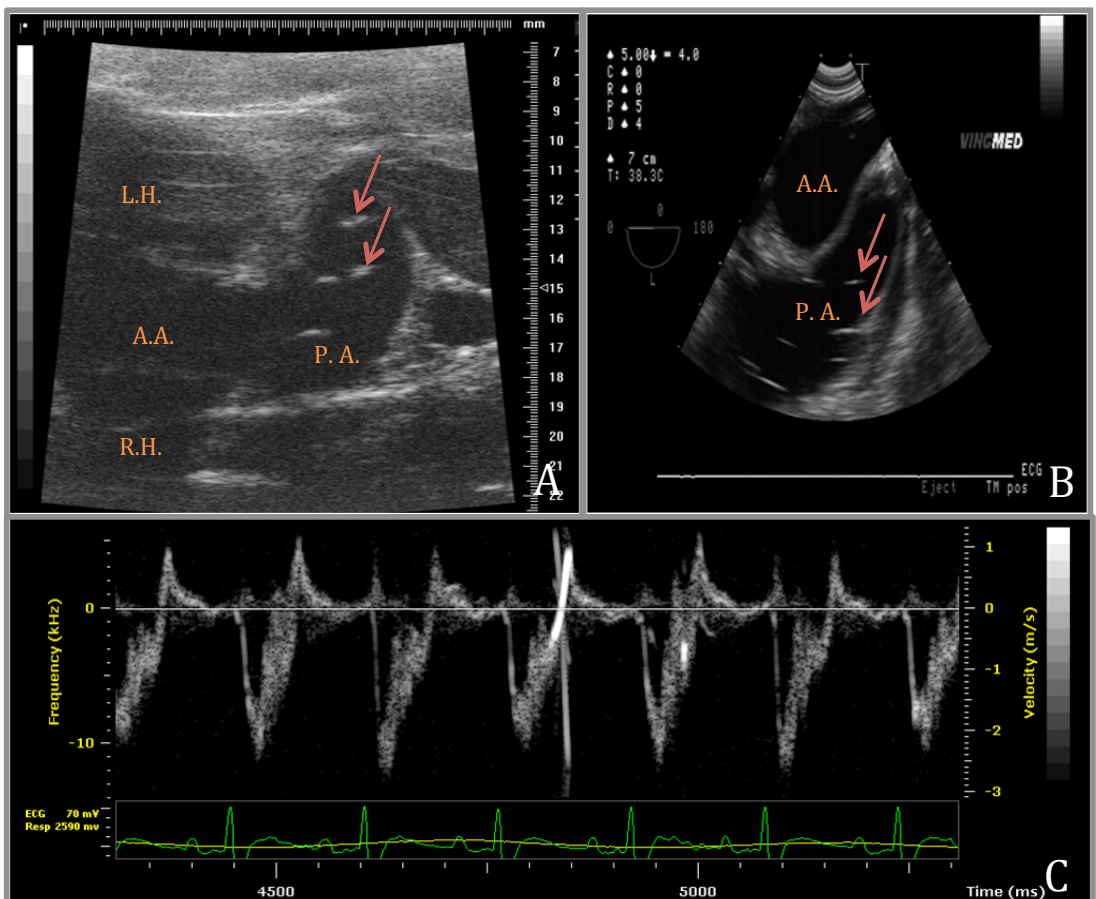 mm
7
8
9
10
11
12
13
14
15
16
17
18
19
20
21
22
L.H.
A.A.
P. A.
R.H.
A
5.00 = 4.0
C 0
R 0
P 5
D 4
7 cm
T: 38.3C
0
0 180
L
T
VINGMED
A.A.
P. A.
ECG
Eject TM pos
B
Frequency (kHz)
0
-10
1
0
-1
-2
-3
Velocity (m/s)
ECG 70 mV
Resp 2590 mv
4500 5000 Time (ms)
C